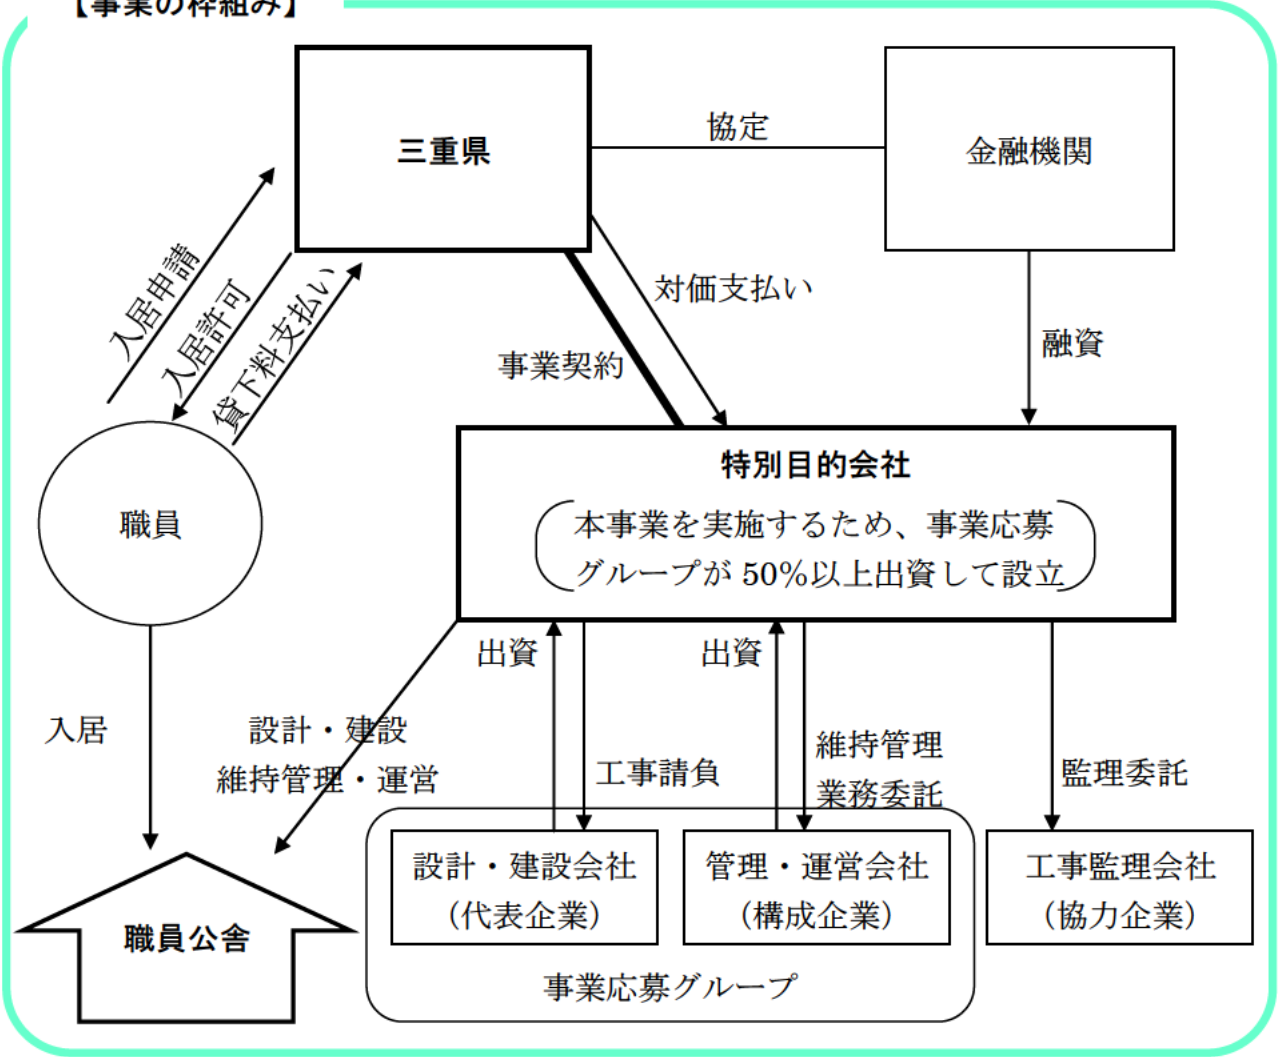 【事業の枠組み】
三重県
協定
金融機関
入居申請
入居許可
貸下料支払い
対価支払い
事業契約
融資
特別目的会社
本事業を実施するため、事業応募
グループが 50％以上出資して設立
職員
出資
出資
入居
設計・建設
維持管理・運営
工事請負
維持管理
業務委託
監理委託
設計・建設会社
（代表企業）
管理・運営会社
（構成企業）
工事監理会社
（協力企業）
職員公舎
事業応募グループ